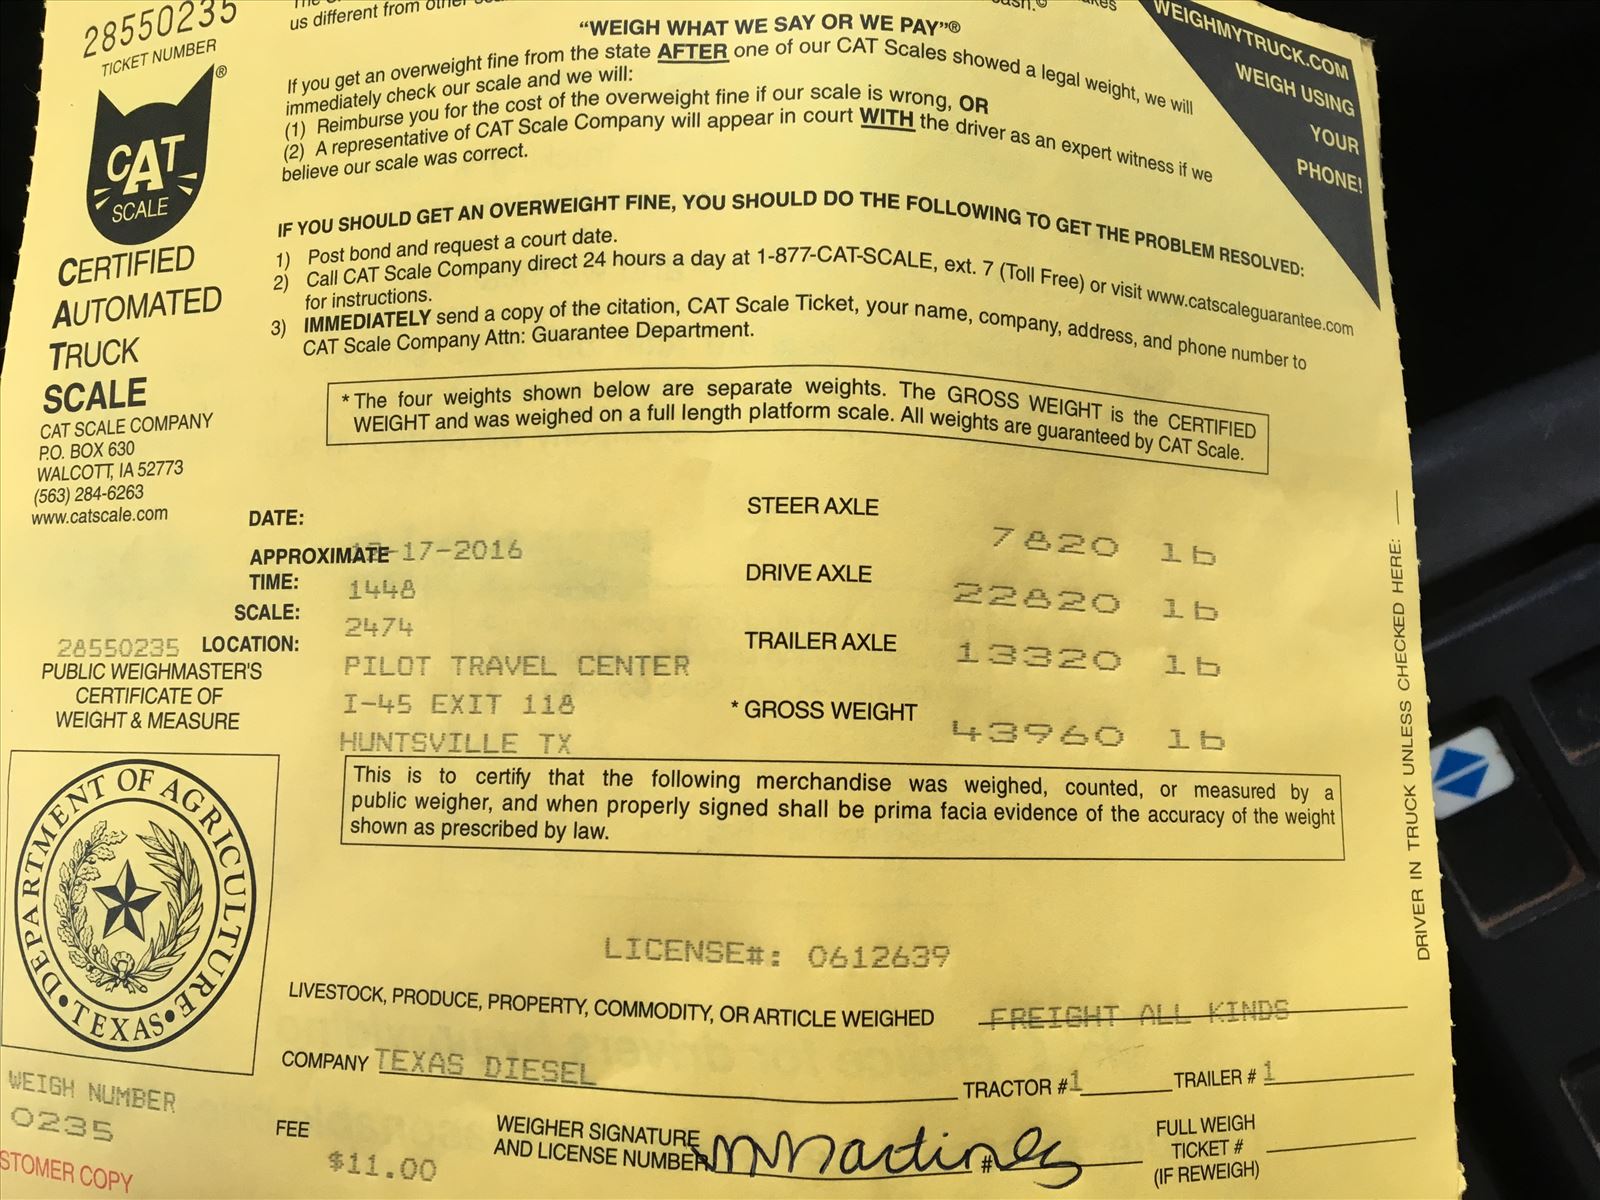 28550235
TICKET NUMBER
us different from other
"WEIGH WHAT WE SAY OR WE PAY"®
If you get an overweight fine from the state AFTER one of our CAT Scales showed a legal weight, we will
immediately check our scale and we will:
(1) Reimburse you for the cost of the overweight fine if our scale is wrong, OR
(2) A representative of CAT Scale Company will appear in court WITH the driver as an expert witness if we
believe our scale was correct.
WEIGHMYTRUCK.COM
WEIGH USING
YOUR
PHONE!
CAT
SCALE
®
CERTIFIED
AUTOMATED
TRUCK
SCALE
CAT SCALE COMPANY
P.O. BOX 630
WALCOTT, IA 52773
(563) 284-6263
www.catscale.com
IF YOU SHOULD GET AN OVERWEIGHT FINE, YOU SHOULD DO THE FOLLOWING TO GET THE PROBLEM RESOLVED:
1) Post bond and request a court date.
2) Call CAT Scale Company direct 24 hours a day at 1-877-CAT-SCALE, ext. 7 (Toll Free) or visit www.catscaleguarantee.com
for instructions.
3) IMMEDIATELY send a copy of the citation, CAT Scale Ticket, your name, company, address, and phone number to
CAT Scale Company Attn: Guarantee Department.
* The four weights shown below are separate weights. The GROSS WEIGHT is the CERTIFIED
WEIGHT and was weighed on a full length platform scale. All weights are guaranteed by CAT Scale.
DATE:
APPROXIMATE -17-2016
TIME: 1448
SCALE: 2474
LOCATION: PILOT TRAVEL CENTER
I-45 EXIT 118
HUNTSVILLE TX
STEER AXLE 7820 lb
DRIVE AXLE 22820 lb
TRAILER AXLE 13320 lb
* GROSS WEIGHT 43960 lb
28550235
PUBLIC WEIGHMASTER'S
CERTIFICATE OF
WEIGHT & MEASURE
This is to certify that the following merchandise was weighed, counted, or measured by a
public weigher, and when properly signed shall be prima facia evidence of the accuracy of the weight
shown as prescribed by law.
DEPARTMENT OF AGRICULTURE
TEXAS
DRIVER IN TRUCK UNLESS CHECKED HERE:
LICENSE#: 0612639
LIVESTOCK, PRODUCE, PROPERTY, COMMODITY, OR ARTICLE WEIGHED FREIGHT ALL KINDS
COMPANY TEXAS DIESEL TRACTOR #1 TRAILER # 1
WEIGH NUMBER
0235
FEE
$11.00
WEIGHER SIGNATURE
AND LICENSE NUMBER M Martinez #
FULL WEIGH
TICKET #
(IF REWEIGH)
STOMER COPY